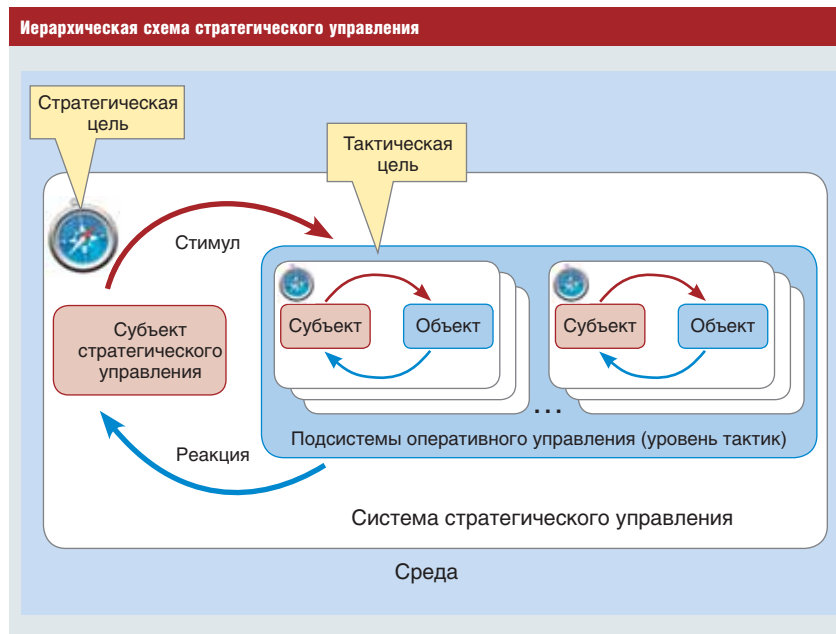 Иерархическая схема стратегического управления
Стратегическая
цель
Тактическая
цель
Стимул
Субъект
стратегического
управления
Субъект
Объект
Субъект
Объект
...
Подсистемы оперативного управления (уровень тактик)
Реакция
Система стратегического управления
Среда